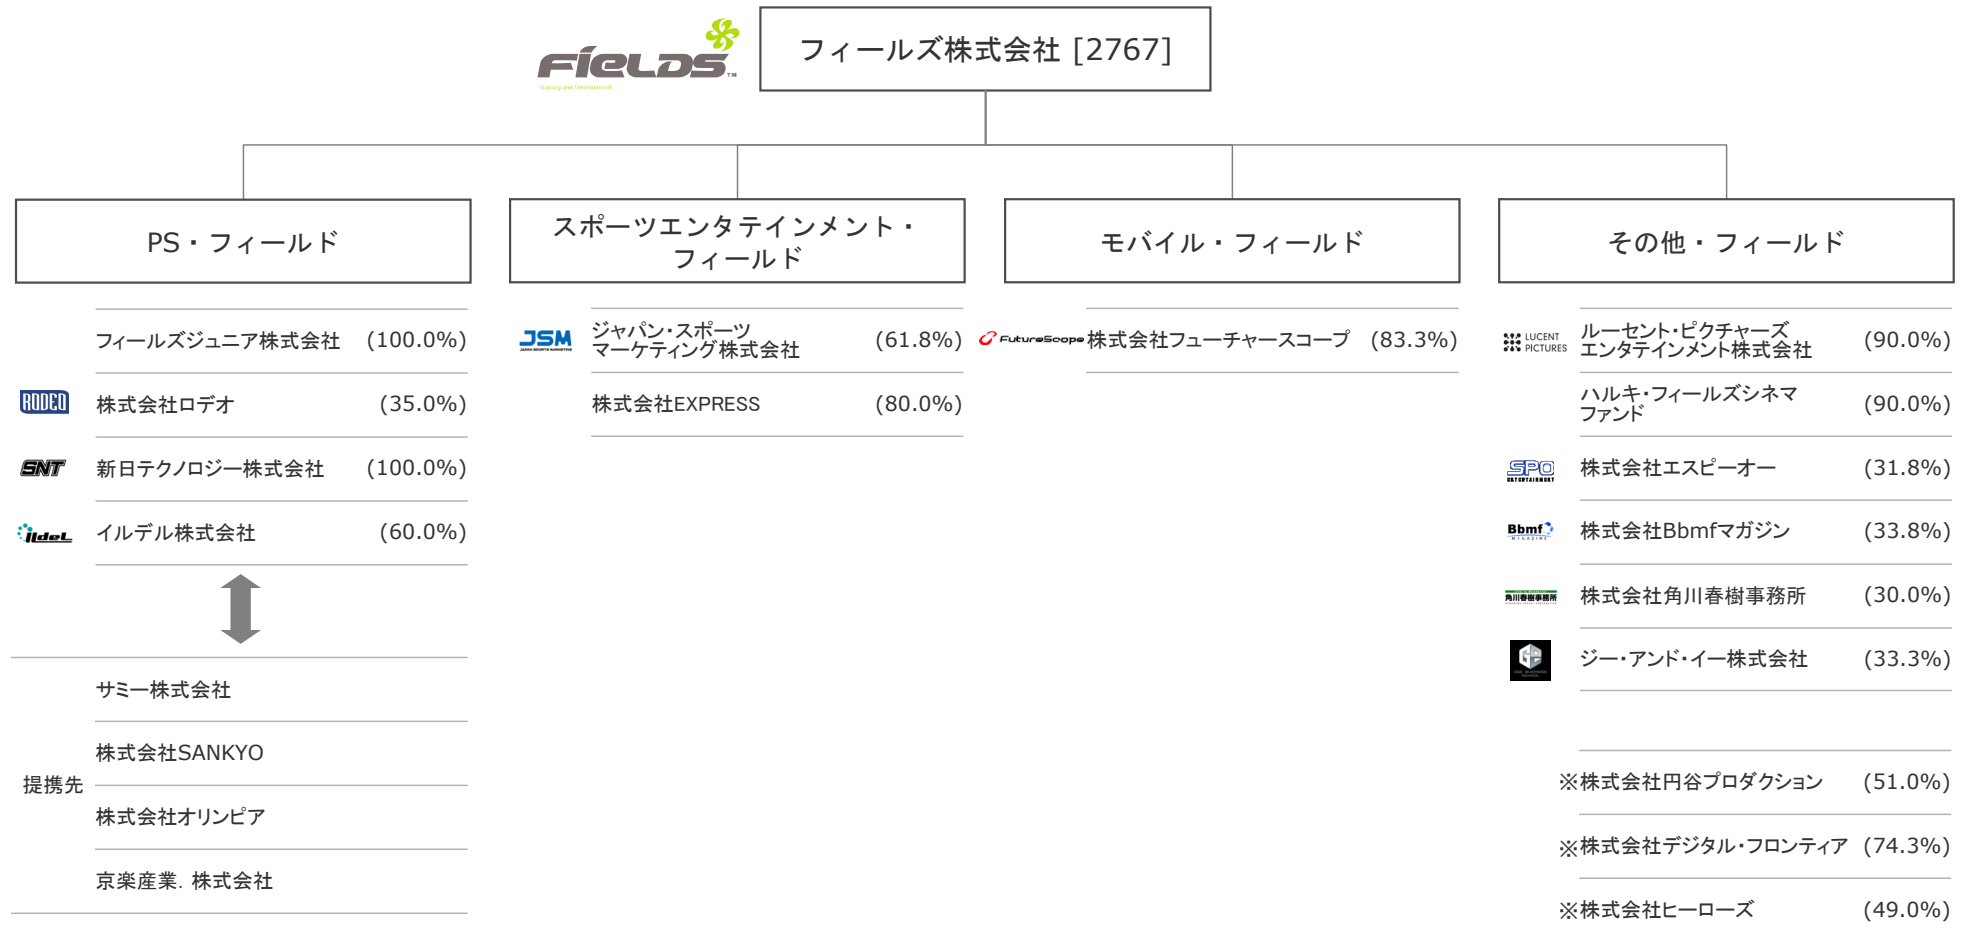 FIELDS™
Gaming and Entertainment
フィールズ株式会社 [2767]
PS・フィールド
フィールズジュニア株式会社 (100.0%)
RODEO 株式会社ロデオ (35.0%)
SNT 新日テクノロジー株式会社 (100.0%)
ildeL イルデル株式会社 (60.0%)
提携先
サミー株式会社
株式会社SANKYO
株式会社オリンピア
京楽産業. 株式会社
スポーツエンタテインメント・
フィールド
JSM
JAPAN SPORTS MARKETING
ジャパン・スポーツ
マーケティング株式会社 (61.8%)
株式会社EXPRESS (80.0%)
モバイル・フィールド
FutureScope 株式会社フューチャースコープ (83.3%)
その他・フィールド
LUCENT
PICTURES
ルーセント・ピクチャーズ
エンタテインメント株式会社 (90.0%)
ハルキ・フィールズシネマ
ファンド (90.0%)
SPO
ENTERTAINMENT
株式会社エスピーオー (31.8%)
Bbmf
MAGAZINE
株式会社Bbmfマガジン (33.8%)
角川春樹事務所 株式会社角川春樹事務所 (30.0%)
ジー・アンド・イー株式会社 (33.3%)
※株式会社円谷プロダクション (51.0%)
※株式会社デジタル・フロンティア (74.3%)
※株式会社ヒーローズ (49.0%)